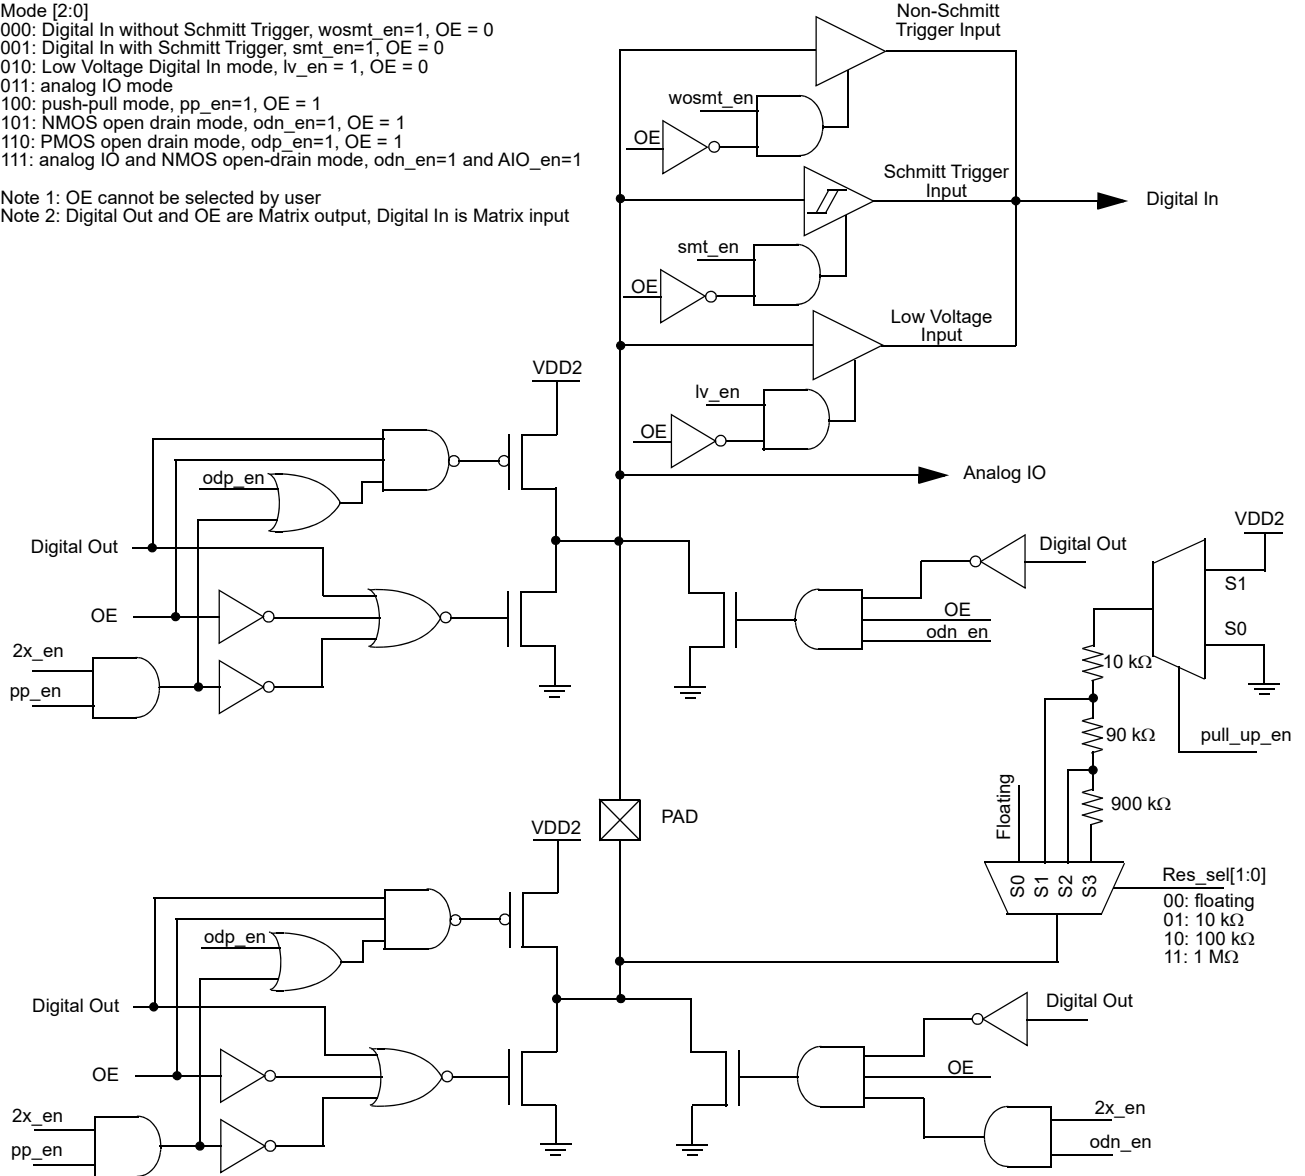 Mode [2:0]
000: Digital In without Schmitt Trigger, wosmt_en=1, OE = 0
001: Digital In with Schmitt Trigger, smt_en=1, OE = 0
010: Low Voltage Digital In mode, lv_en = 1, OE = 0
011: analog IO mode
100: push-pull mode, pp_en=1, OE = 1
101: NMOS open drain mode, odn_en=1, OE = 1
110: PMOS open drain mode, odp_en=1, OE = 1
111: analog IO and NMOS open-drain mode, odn_en=1 and AIO_en=1
Note 1: OE cannot be selected by user
Note 2: Digital Out and OE are Matrix output, Digital In is Matrix input
Non-Schmitt
Trigger Input
wosmt_en
OE
Schmitt Trigger
Input
Digital In
smt_en
OE
Low Voltage
Input
lv_en
OE
Analog IO
VDD2
odp_en
Digital Out
OE
2x_en
pp_en
Digital Out
OE
odn_en
VDD2
S1
S0
10 kΩ
90 kΩ
pull_up_en
900 kΩ
Floating
S0
S1
S2
S3
Res_sel[1:0]
00: floating
01: 10 kΩ
10: 100 kΩ
11: 1 MΩ
PAD
VDD2
odp_en
Digital Out
OE
2x_en
pp_en
Digital Out
OE
2x_en
odn_en